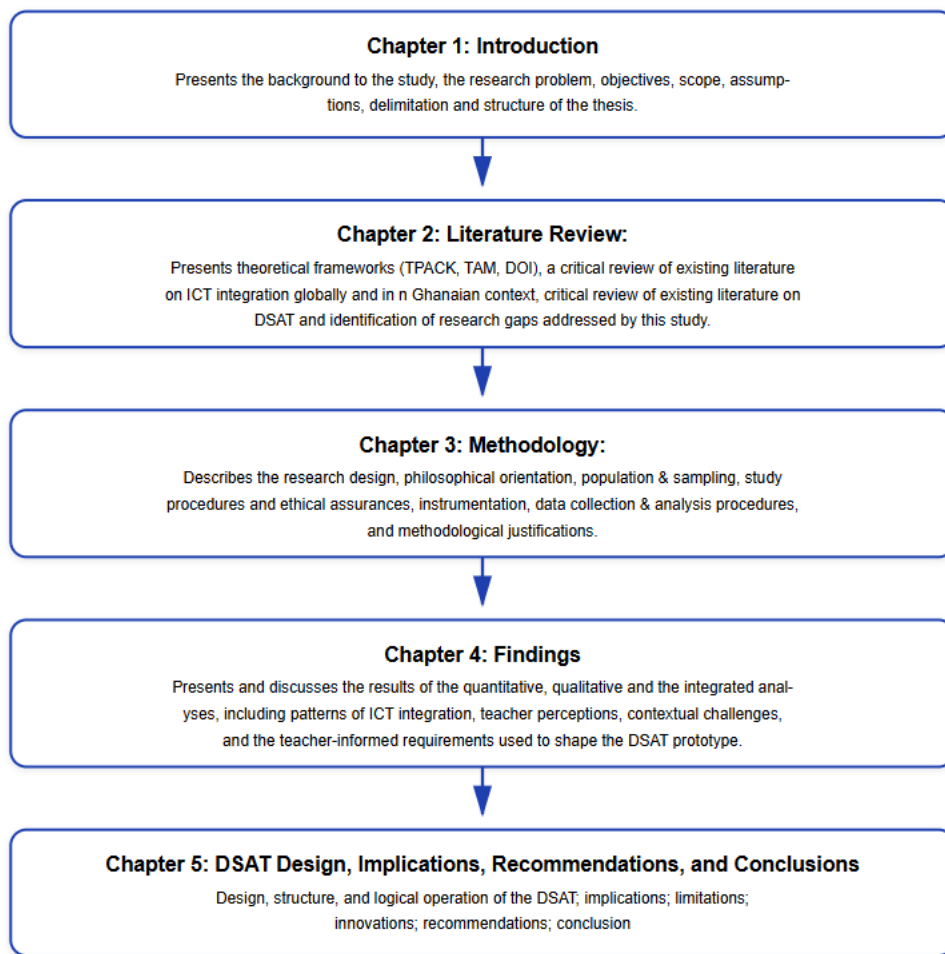 Chapter 1: Introduction
Presents the background to the study, the research problem, objectives, scope, assump-
tions, delimitation and structure of the thesis.
Chapter 2: Literature Review:
Presents theoretical frameworks (TPACK, TAM, DOI), a critical review of existing literature
on ICT integration globally and in n Ghanaian context, critical review of existing literature on
DSAT and identification of research gaps addressed by this study.
Chapter 3: Methodology:
Describes the research design, philosophical orientation, population & sampling, study
procedures and ethical assurances, instrumentation, data collection & analysis procedures,
and methodological justifications.
Chapter 4: Findings
Presents and discusses the results of the quantitative, qualitative and the integrated anal-
yses, including patterns of ICT integration, teacher perceptions, contextual challenges,
and the teacher-informed requirements used to shape the DSAT prototype.
Chapter 5: DSAT Design, Implications, Recommendations, and Conclusions
Design, structure, and logical operation of the DSAT; implications; limitations;
innovations; recommendations; conclusion